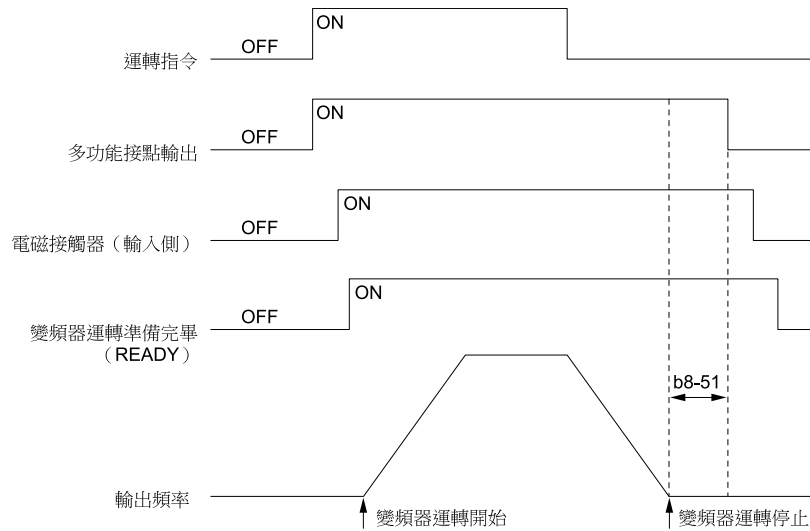 運轉指令
OFF
ON
多功能接點輸出
OFF
ON
電磁接觸器（輸入側）
OFF
ON
變頻器運轉準備完畢
（READY）
OFF
ON
b8-51
輸出頻率
變頻器運轉開始
變頻器運轉停止